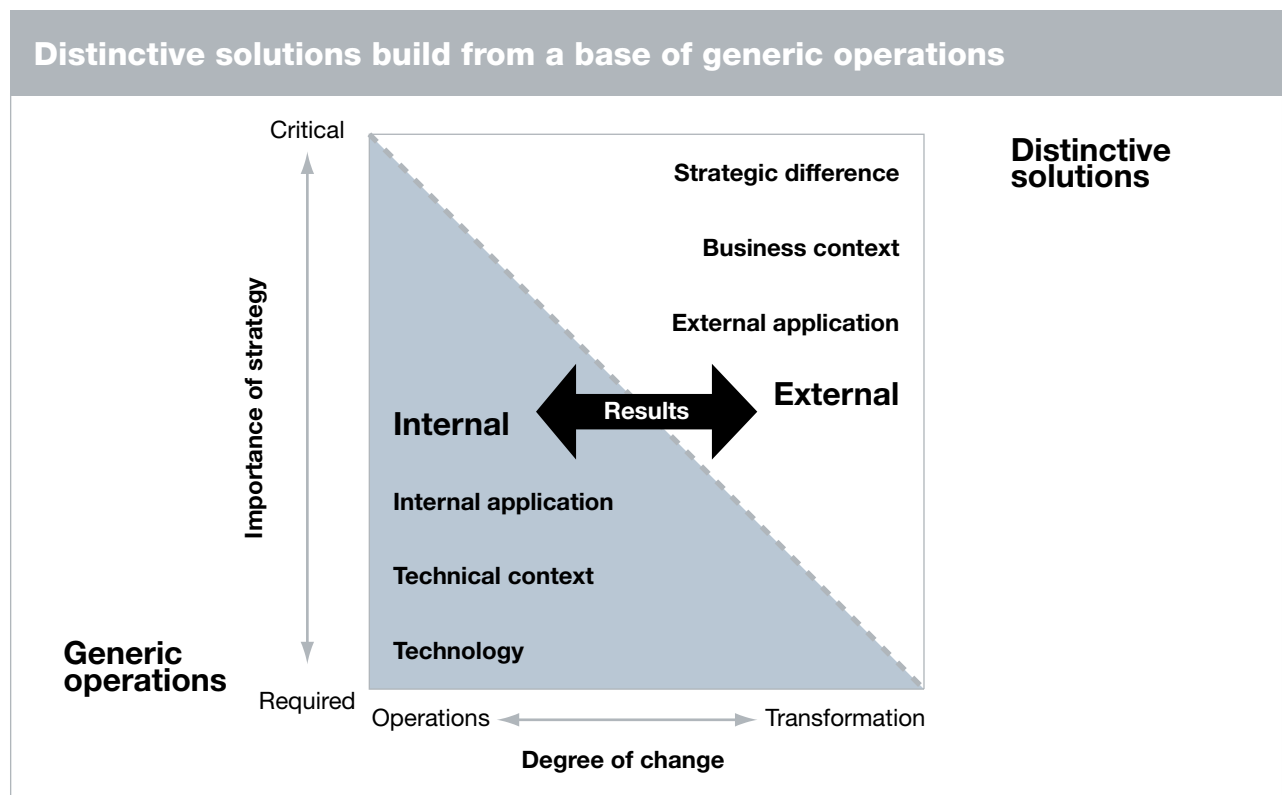 Distinctive solutions build from a base of generic operations
Critical
Distinctive
solutions
Strategic difference
Business context
External application
Importance of strategy
External
Results
Internal
Internal application
Technical context
Technology
Generic
operations
Required
Operations
Transformation
Degree of change